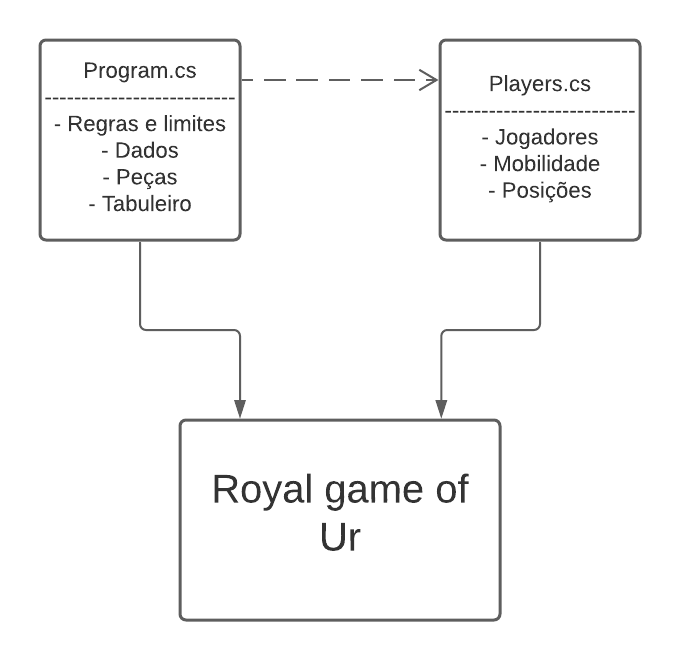 Program.cs
- Regras e limites
- Dados
- Peças
- Tabuleiro
Players.cs
- Jogadores
- Mobilidade
- Posições
Royal game of
Ur